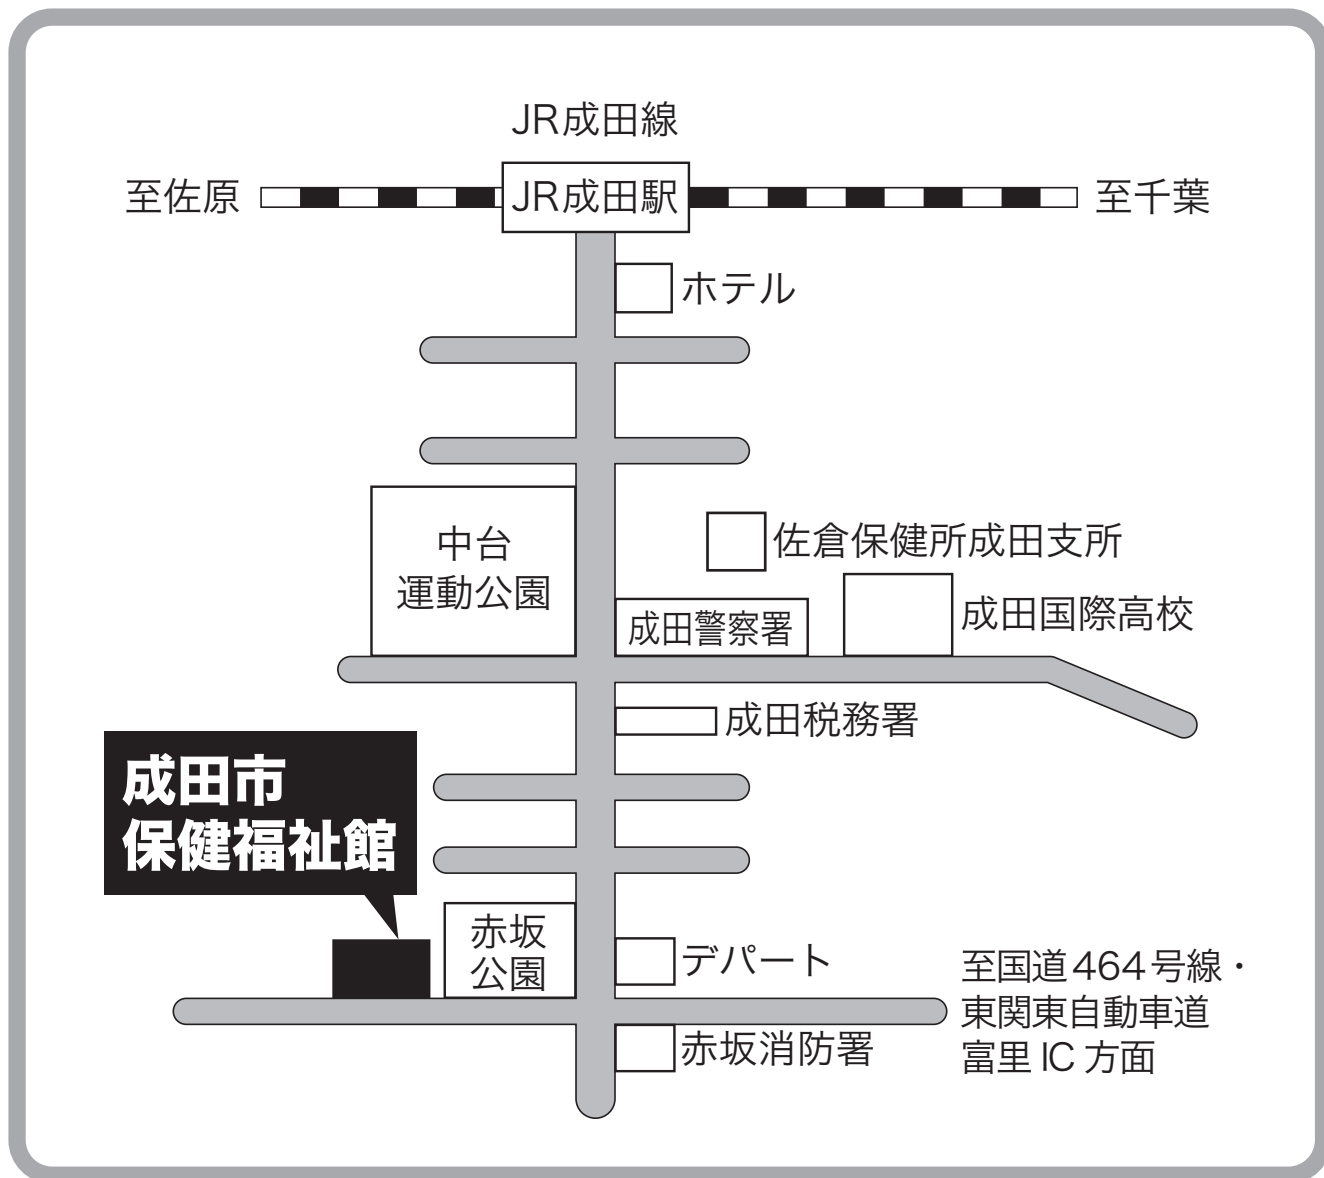 JR成田線
至佐原
JR成田駅
至千葉
ホテル
中台
運動公園
佐倉保健所成田支所
成田国際高校
成田警察署
成田税務署
成田市
保健福祉館
赤坂
公園
デパート
至国道464号線・
東関東自動車道
富里 IC 方面
赤坂消防署